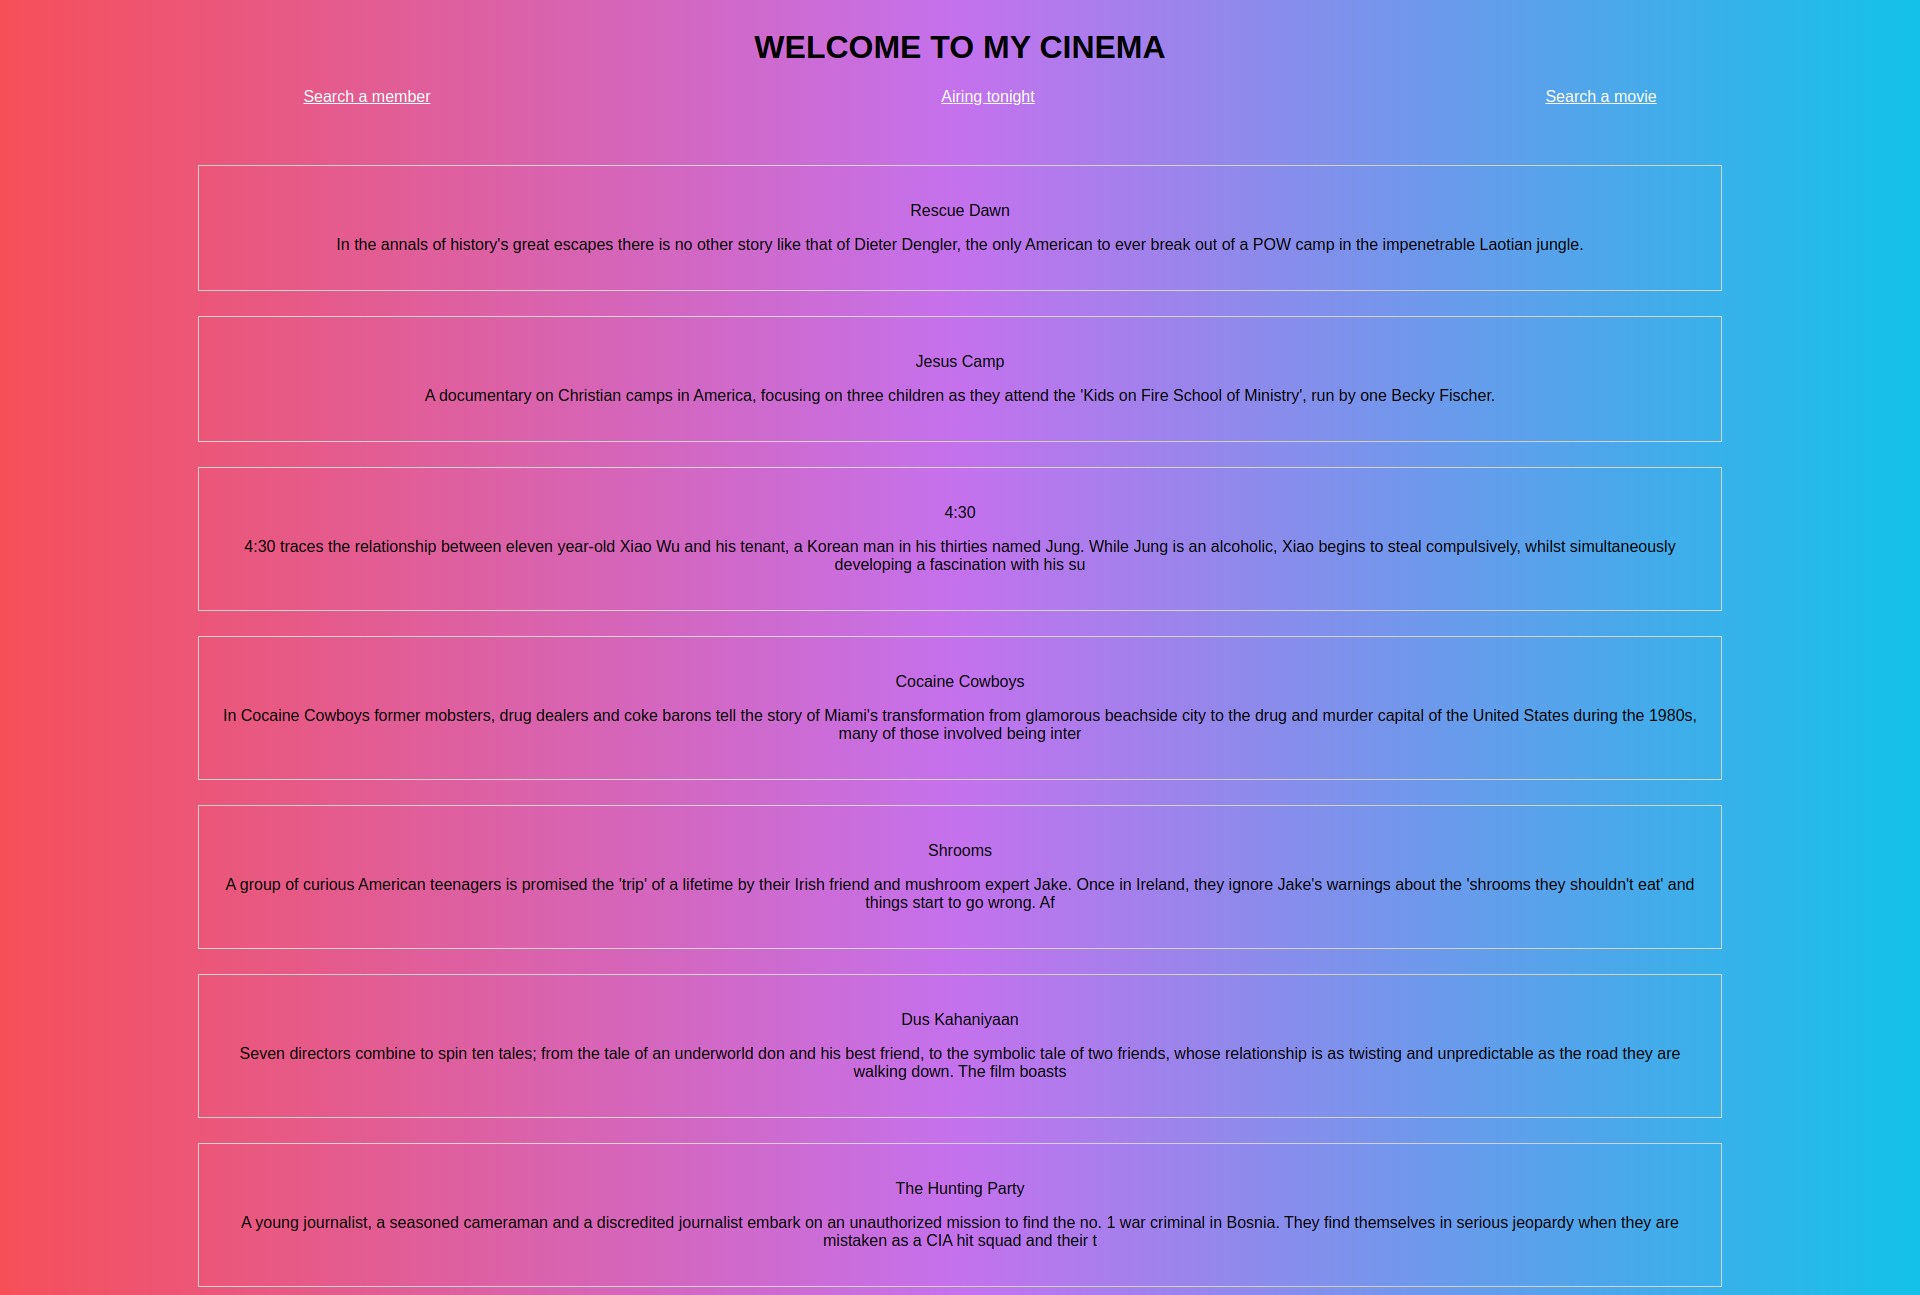 WELCOME TO MY CINEMA
Search a member
Airing tonight
Search a movie
Rescue Dawn
In the annals of history's great escapes there is no other story like that of Dieter Dengler, the only American to ever break out of a POW camp in the impenetrable Laotian jungle.
Jesus Camp
A documentary on Christian camps in America, focusing on three children as they attend the 'Kids on Fire School of Ministry', run by one Becky Fischer.
4:30
4:30 traces the relationship between eleven year-old Xiao Wu and his tenant, a Korean man in his thirties named Jung. While Jung is an alcoholic, Xiao begins to steal compulsively, whilst simultaneously
developing a fascination with his su
Cocaine Cowboys
In Cocaine Cowboys former mobsters, drug dealers and coke barons tell the story of Miami's transformation from glamorous beachside city to the drug and murder capital of the United States during the 1980s,
many of those involved being inter
Shrooms
A group of curious American teenagers is promised the 'trip' of a lifetime by their Irish friend and mushroom expert Jake. Once in Ireland, they ignore Jake's warnings about the 'shrooms they shouldn't eat' and
things start to go wrong. Af
Dus Kahaniyaan
Seven directors combine to spin ten tales; from the tale of an underworld don and his best friend, to the symbolic tale of two friends, whose relationship is as twisting and unpredictable as the road they are
walking down. The film boasts
The Hunting Party
A young journalist, a seasoned cameraman and a discredited journalist embark on an unauthorized mission to find the no. 1 war criminal in Bosnia. They find themselves in serious jeopardy when they are
mistaken as a CIA hit squad and their t